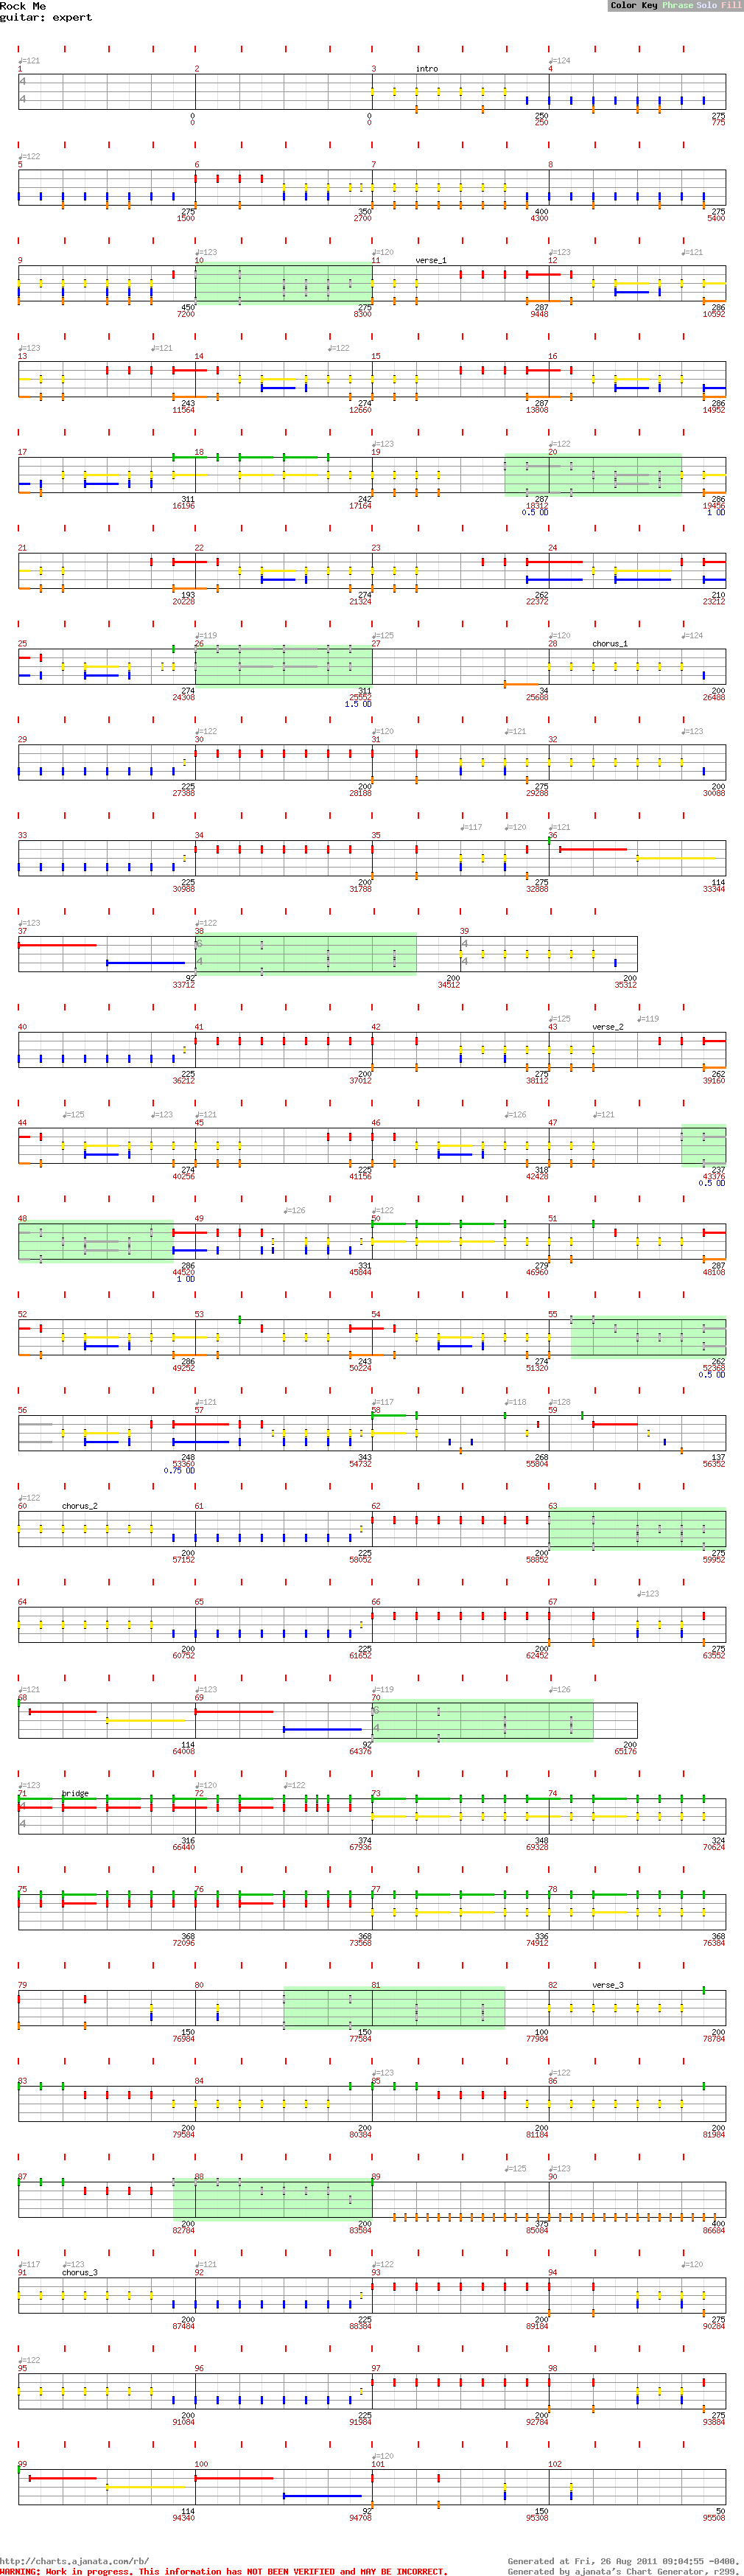 Rock Me
guitar: expert
Color Key Phrase Solo Fill
♩=121 ♩=124
1 2 3 intro 4
4
4
0 0 250 275
0 0 250 775
♩=122
5 6 7 8
275 350 400 275
1500 2700 4300 5400
♩=123 ♩=120 ♩=123 ♩=121
9 10 11 verse_1 12
450 275 287 286
7200 8300 9448 10592
♩=123 ♩=121 ♩=122
13 14 15 16
243 274 287 286
11564 12660 13808 14952
♩=123 ♩=122
17 18 19 20
311 242 287 286
16196 17164 18312 19456
0.5 OD 1 OD
21 22 23 24
193 274 262 210
20228 21324 22372 23212
♩=119 ♩=125 ♩=120 ♩=124
25 26 27 28 chorus_1
274 311 34 200
24308 25552 25688 26488
1.5 OD
♩=122 ♩=120 ♩=121 ♩=123
29 30 31 32
225 200 275 200
27388 28188 29288 30088
♩=117 ♩=120 ♩=121
33 34 35 36
225 200 275 114
30988 31788 32888 33344
♩=123 ♩=122
37 38 39
6 4
4 4
92 200 200
33712 34512 35312
♩=125 ♩=119
40 41 42 43 verse_2
225 200 275 262
36212 37012 38112 39160
♩=125 ♩=123 ♩=121 ♩=126 ♩=121
44 45 46 47
274 225 318 237
40256 41156 42428 43376
0.5 OD
♩=126 ♩=122
48 49 50 51
286 331 279 287
44520 45844 46960 48108
1 OD
52 53 54 55
286 243 274 262
49252 50224 51320 52368
0.5 OD
♩=121 ♩=117 ♩=118 ♩=128
56 57 58 59
248 343 268 137
53360 54732 55804 56352
0.75 OD
♩=122
60 chorus_2 61 62 63
200 225 200 275
57152 58052 58852 59952
♩=123
64 65 66 67
200 225 200 275
60752 61652 62452 63552
♩=121 ♩=123 ♩=119 ♩=126
68 69 70
6
4
114 92 200
64008 64376 65176
♩=123 ♩=120 ♩=122
71 bridge 72 73 74
4
4
316 374 348 324
66440 67936 69328 70624
75 76 77 78
368 368 336 368
72096 73568 74912 76384
79 80 81 82 verse_3
150 150 100 200
76984 77584 77984 78784
♩=123 ♩=122
83 84 85 86
200 200 200 200
79584 80384 81184 81984
♩=125 ♩=123
87 88 89 90
200 200 375 400
82784 83584 85084 86684
♩=117 ♩=123 ♩=121 ♩=122 ♩=120
91 chorus_3 92 93 94
200 225 200 275
87484 88384 89184 90284
♩=122
95 96 97 98
200 225 200 275
91084 91984 92784 93884
♩=120
99 100 101 102
114 92 150 50
94340 94708 95308 95508
http://charts.ajanata.com/rb/
Generated at Fri, 26 Aug 2011 09:04:55 -0400.
WARNING: Work in progress. This information has NOT BEEN VERIFIED and MAY BE INCORRECT.
Generated by ajanata's Chart Generator, r299.